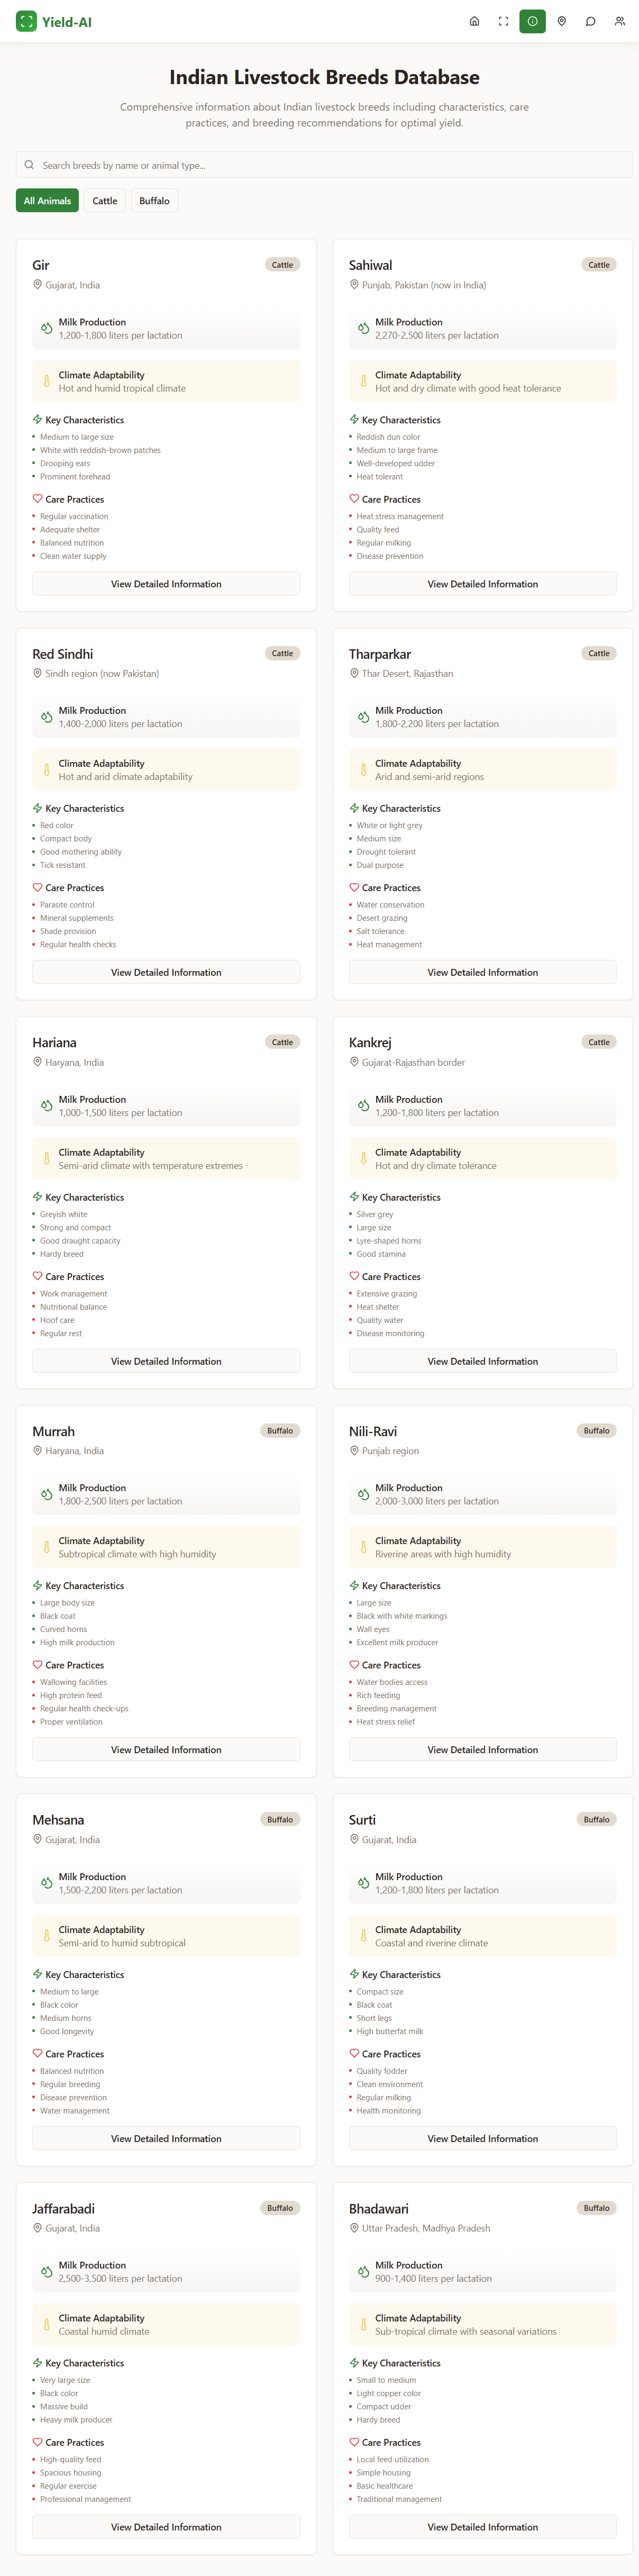 Yield-AI
Indian Livestock Breeds Database
Comprehensive information about Indian livestock breeds including characteristics, care
practices, and breeding recommendations for optimal yield.
Search breeds by name or animal type...
All Animals
Cattle
Buffalo
Gir
Cattle
Gujarat, India
Milk Production
1,200-1,800 liters per lactation
Climate Adaptability
Hot and humid tropical climate
Key Characteristics
Medium to large size
White with reddish-brown patches
Drooping ears
Prominent forehead
Care Practices
Regular vaccination
Adequate shelter
Balanced nutrition
Clean water supply
View Detailed Information
Sahiwal
Cattle
Punjab, Pakistan (now in India)
Milk Production
2,270-2,500 liters per lactation
Climate Adaptability
Hot and dry climate with good heat tolerance
Key Characteristics
Reddish dun color
Medium to large frame
Well-developed udder
Heat tolerant
Care Practices
Heat stress management
Quality feed
Regular milking
Disease prevention
View Detailed Information
Red Sindhi
Cattle
Sindh region (now Pakistan)
Milk Production
1,400-2,000 liters per lactation
Climate Adaptability
Hot and arid climate adaptability
Key Characteristics
Red color
Compact body
Good mothering ability
Tick resistant
Care Practices
Parasite control
Mineral supplements
Shade provision
Regular health checks
View Detailed Information
Tharparkar
Cattle
Thar Desert, Rajasthan
Milk Production
1,800-2,200 liters per lactation
Climate Adaptability
Arid and semi-arid regions
Key Characteristics
White or light grey
Medium size
Drought tolerant
Dual purpose
Care Practices
Water conservation
Desert grazing
Salt tolerance
Heat management
View Detailed Information
Hariana
Cattle
Haryana, India
Milk Production
1,000-1,500 liters per lactation
Climate Adaptability
Semi-arid climate with temperature extremes
Key Characteristics
Greyish white
Strong and compact
Good draught capacity
Hardy breed
Care Practices
Work management
Nutritional balance
Hoof care
Regular rest
View Detailed Information
Kankrej
Cattle
Gujarat-Rajasthan border
Milk Production
1,200-1,800 liters per lactation
Climate Adaptability
Hot and dry climate tolerance
Key Characteristics
Silver grey
Large size
Lyre-shaped horns
Good stamina
Care Practices
Extensive grazing
Heat shelter
Quality water
Disease monitoring
View Detailed Information
Murrah
Buffalo
Haryana, India
Milk Production
1,800-2,500 liters per lactation
Climate Adaptability
Subtropical climate with high humidity
Key Characteristics
Large body size
Black coat
Curved horns
High milk production
Care Practices
Wallowing facilities
High protein feed
Regular health check-ups
Proper ventilation
View Detailed Information
Nili-Ravi
Buffalo
Punjab region
Milk Production
2,000-3,000 liters per lactation
Climate Adaptability
Riverine areas with high humidity
Key Characteristics
Large size
Black with white markings
Wall eyes
Excellent milk producer
Care Practices
Water bodies access
Rich feeding
Breeding management
Heat stress relief
View Detailed Information
Mehsana
Buffalo
Gujarat, India
Milk Production
1,500-2,200 liters per lactation
Climate Adaptability
Semi-arid to humid subtropical
Key Characteristics
Medium to large
Black color
Medium horns
Good longevity
Care Practices
Balanced nutrition
Regular breeding
Disease prevention
Water management
View Detailed Information
Surti
Buffalo
Gujarat, India
Milk Production
1,200-1,800 liters per lactation
Climate Adaptability
Coastal and riverine climate
Key Characteristics
Compact size
Black coat
Short legs
High butterfat milk
Care Practices
Quality fodder
Clean environment
Regular milking
Health monitoring
View Detailed Information
Jaffarabadi
Buffalo
Gujarat, India
Milk Production
2,500-3,500 liters per lactation
Climate Adaptability
Coastal humid climate
Key Characteristics
Very large size
Black color
Massive build
Heavy milk producer
Care Practices
High-quality feed
Spacious housing
Regular exercise
Professional management
View Detailed Information
Bhadawari
Buffalo
Uttar Pradesh, Madhya Pradesh
Milk Production
900-1,400 liters per lactation
Climate Adaptability
Sub-tropical climate with seasonal variations
Key Characteristics
Small to medium
Light copper color
Compact udder
Hardy breed
Care Practices
Local feed utilization
Simple housing
Basic healthcare
Traditional management
View Detailed Information